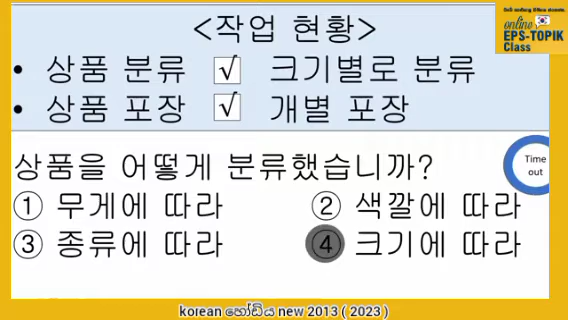 <작업 현황>
• 상품 분류 √ 크기별로 분류
• 상품 포장 √ 개별 포장
상품을 어떻게 분류했습니까?
① 무게에 따라 ② 색깔에 따라
③ 종류에 따라 ④ 크기에 따라
Time
out
online
EPS-TOPIK
Class
korean හෝඩිය new 2013 ( 2023 )